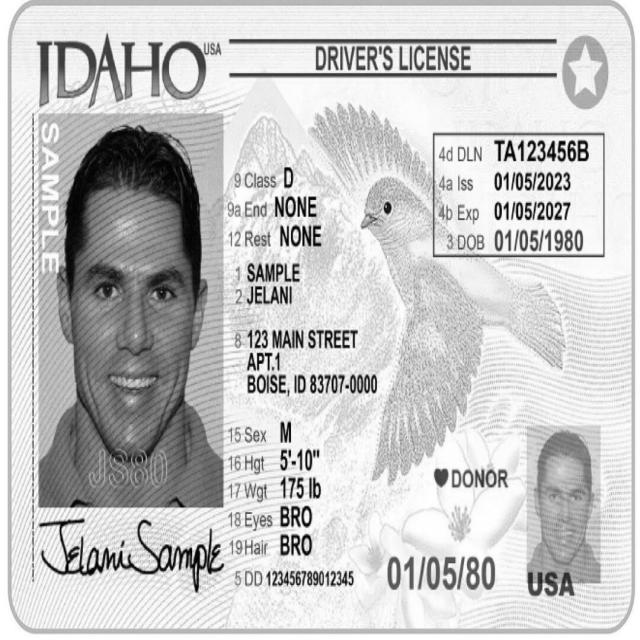 IDAHO USA
DRIVER'S LICENSE
SAMPLE
4d DLN TA123456B
4a Iss 01/05/2023
4b Exp 01/05/2027
3 DOB 01/05/1980
9 Class D
9a End NONE
12 Rest NONE
1 SAMPLE
2 JELANI
8 123 MAIN STREET
APT.1
BOISE, ID 83707-0000
15 Sex M
16 Hgt 5'-10"
17 Wgt 175 lb
18 Eyes BRO
19 Hair BRO
5 DD 123456789012345
JS80
Jelani Sample
DONOR
01/05/80
USA